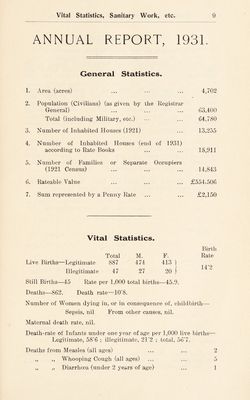 Vital Statistics, Sanitary Work, etc. 9
ANNUAL REPORT, 1931.
General Statistics.
1. Area (acres) ... ... ... 4,702
2. Population (Civilians) (as given by the Registrar
General) ... ... ... 63,400
Total (including Military, etc.) ... ... 64,780
3. Number of Inhabited Houses (1921) ... 13,255
4. Number of Inhabited Houses (end of 1931)
according to Rate Books ... ... 18,911
5. Number of Families or Separate Occupiers
(1921 Census) ... ... ... 14,843
6. Rateable Value ... ... ... £554,506
7. Sum represented by a Penny Rate ... ... £2,150
Vital Statistics.
Birth
Total M. F. Rate
Live Births—Legitimate 887 474 413
14'2
Illegitimate 47 27 20
Still Births—45 Rate per 1,000 total births—45.9.
Deaths—862. Death rate—10'8.
Number of Women dying in, or in consequence of, childbirth—
Sepsis, nil From other causes, nil.
Maternal death rate, nil.
Death-rate of Infants under one year of age per 1,000 live births—
Legitimate, 58'6 ; illegitimate, 21'2 ; total, 56'7.
Deaths from Measles (all ages) ... ... 2
„ „ Whooping Cough (all ages) ... ... 5
„ „ Diarrhœa (under 2 years of age) ... 1